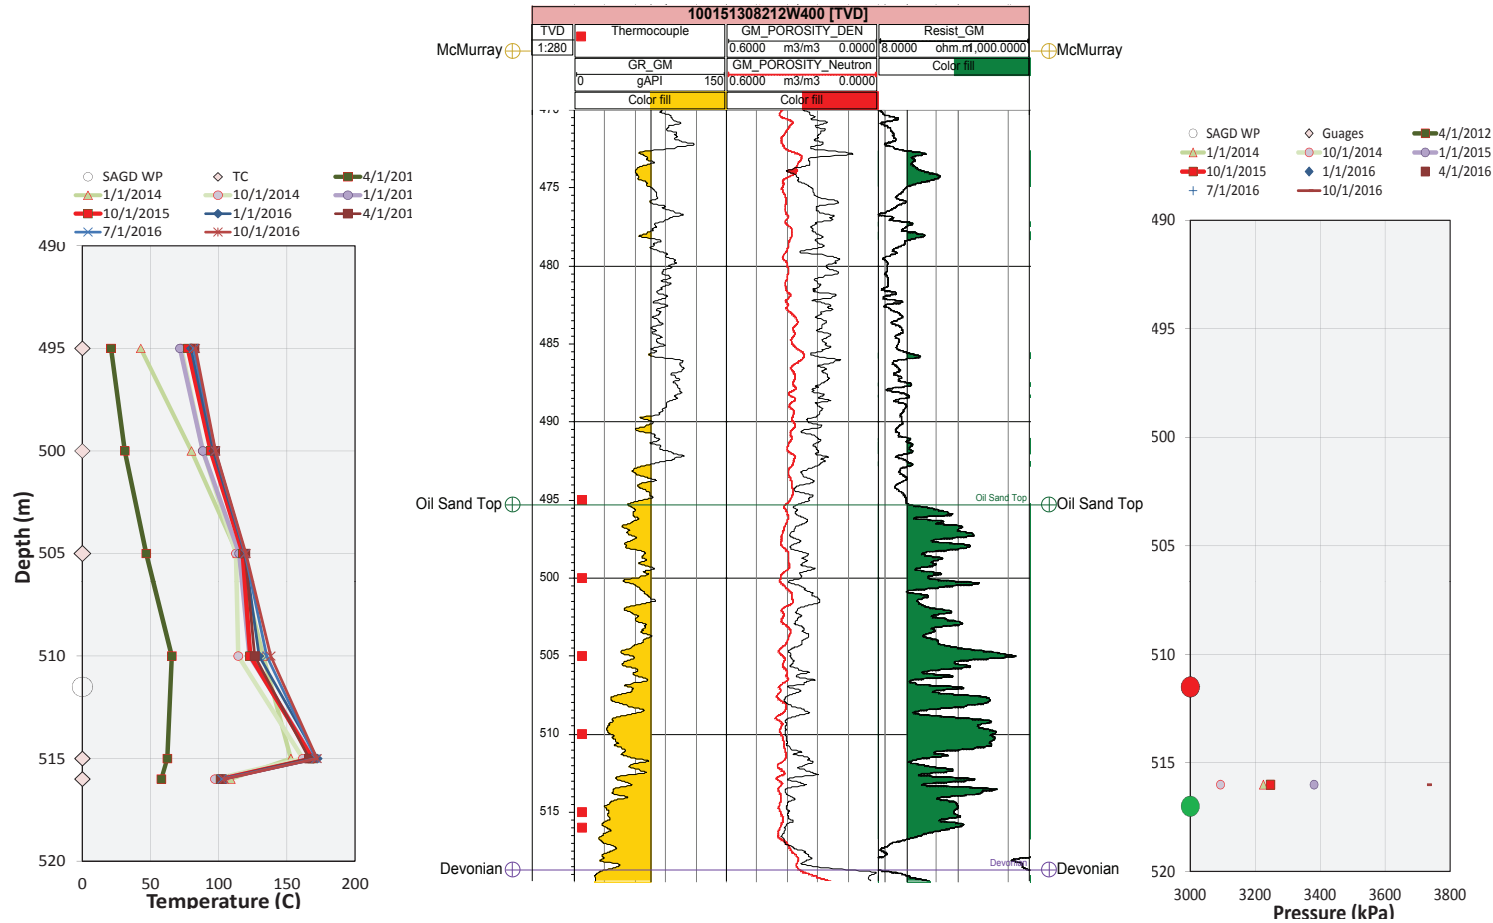 100151308212W400 [TVD]
TVD
Thermocouple
GM_POROSITY_DEN
Resist_GM
McMurray
1:280
0.6000 m3/m3 0.0000
8.0000 ohm.m 1,000.0000
McMurray
GR_GM
GM_POROSITY_Neutron
Color fill
0 gAPI 150
0.6000 m3/m3 0.0000
Color fill
Color fill
470
475
480
485
490
495
500
505
510
515
Oil Sand Top
Oil Sand Top
Oil Sand Top
Devonian
Devonian
Devonian
SAGD WP
TC
4/1/201
1/1/2014
10/1/2014
1/1/201
10/1/2015
1/1/2016
4/1/201
7/1/2016
10/1/2016
490
495
500
505
510
515
520
Depth (m)
0 50 100 150 200
Temperature (C)
SAGD WP
Guages
4/1/2012
1/1/2014
10/1/2014
1/1/2015
10/1/2015
1/1/2016
4/1/2016
7/1/2016
10/1/2016
490
495
500
505
510
515
520
3000 3200 3400 3600 3800
Pressure (kPa)